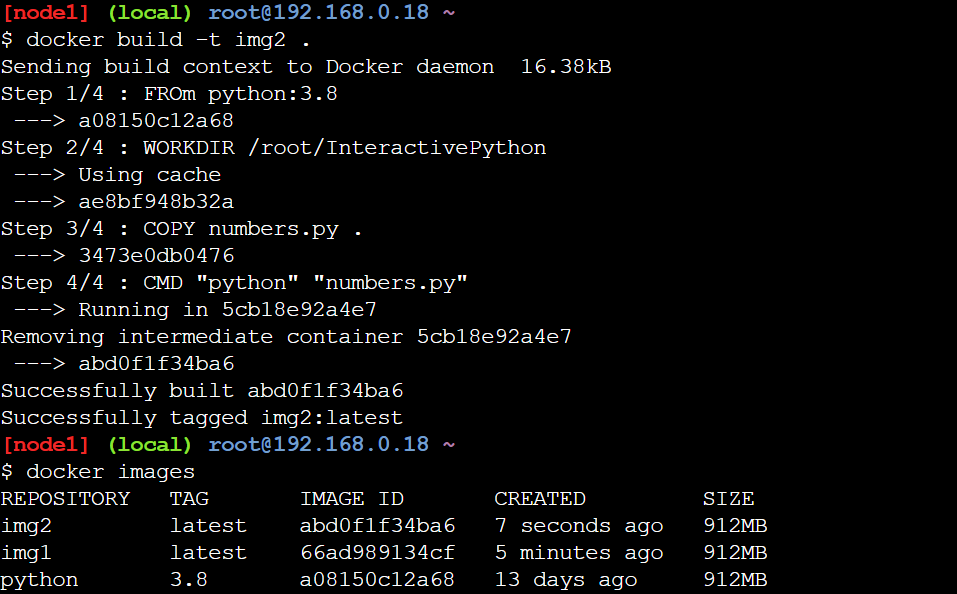 [node1] (local) root@192.168.0.18 ~
$ docker build -t img2 .
Sending build context to Docker daemon  16.38kB
Step 1/4 : FROm python:3.8
 ---> a08150c12a68
Step 2/4 : WORKDIR /root/InteractivePython
 ---> Using cache
 ---> ae8bf948b32a
Step 3/4 : COPY numbers.py .
 ---> 3473e0db0476
Step 4/4 : CMD "python" "numbers.py"
 ---> Running in 5cb18e92a4e7
Removing intermediate container 5cb18e92a4e7
 ---> abd0f1f34ba6
Successfully built abd0f1f34ba6
Successfully tagged img2:latest
[node1] (local) root@192.168.0.18 ~
$ docker images
REPOSITORY   TAG       IMAGE ID       CREATED         SIZE
img2         latest    abd0f1f34ba6   7 seconds ago   912MB
img1         latest    66ad989134cf   5 minutes ago   912MB
python       3.8       a08150c12a68   13 days ago     912MB